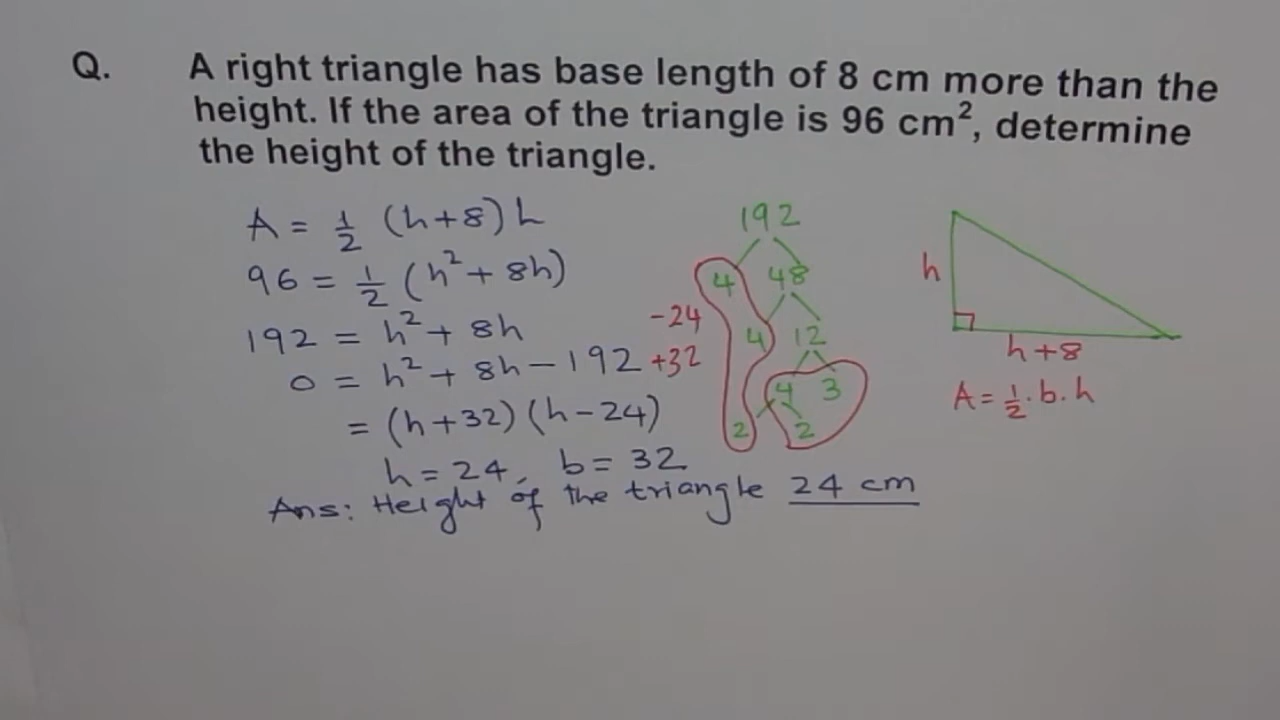 Q. A right triangle has base length of 8 cm more than the
height. If the area of the triangle is 96 cm², determine
the height of the triangle.
A = 1/2 (h+8)h
96 = 1/2 (h² + 8h)
192 = h² + 8h
0 = h² + 8h - 192
= (h+32)(h-24)
h = 24, b = 32
Ans: Height of the triangle 24 cm
192
4 48
4 12
4 3
2 2
-24
+32
h
h+8
A = 1/2 · b · h